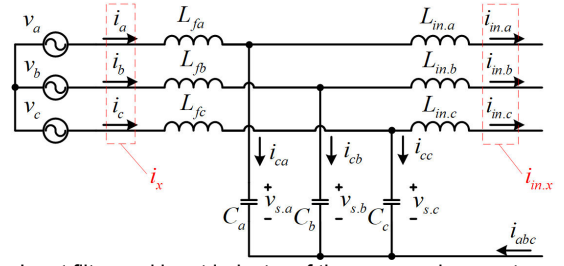 v_a i_a L_fa L_in.a i_in.a
v_b i_b L_fb L_in.b i_in.b
v_c i_c L_fc L_in.c i_in.c
i_ca i_cb i_cc
i_x i_in.x
C_a + v_s.a − C_b + v_s.b − C_c + v_s.c −
i_abc